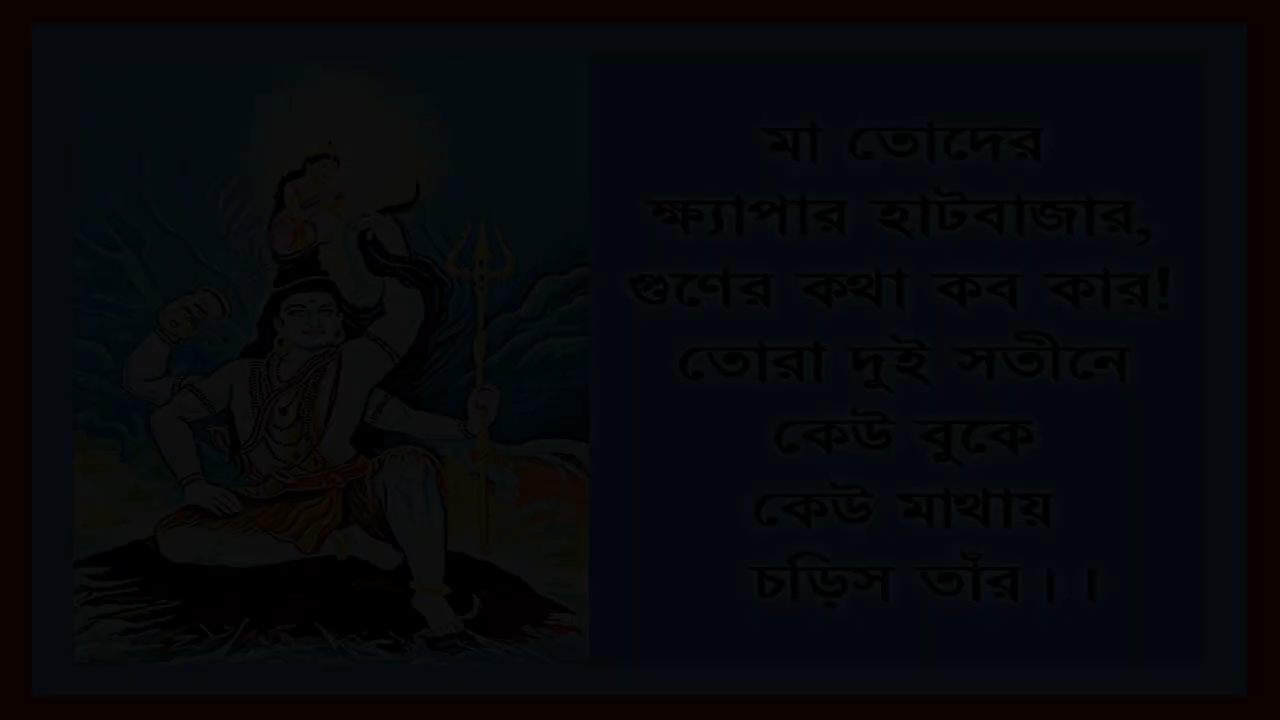 মা তোদের
ক্ষ্যাপার হাটবাজার,
গুণের কথা কব কার!
তোরা দুই সতীনে
কেউ বুকে
কেউ মাথায়
চড়িস তাঁর।।